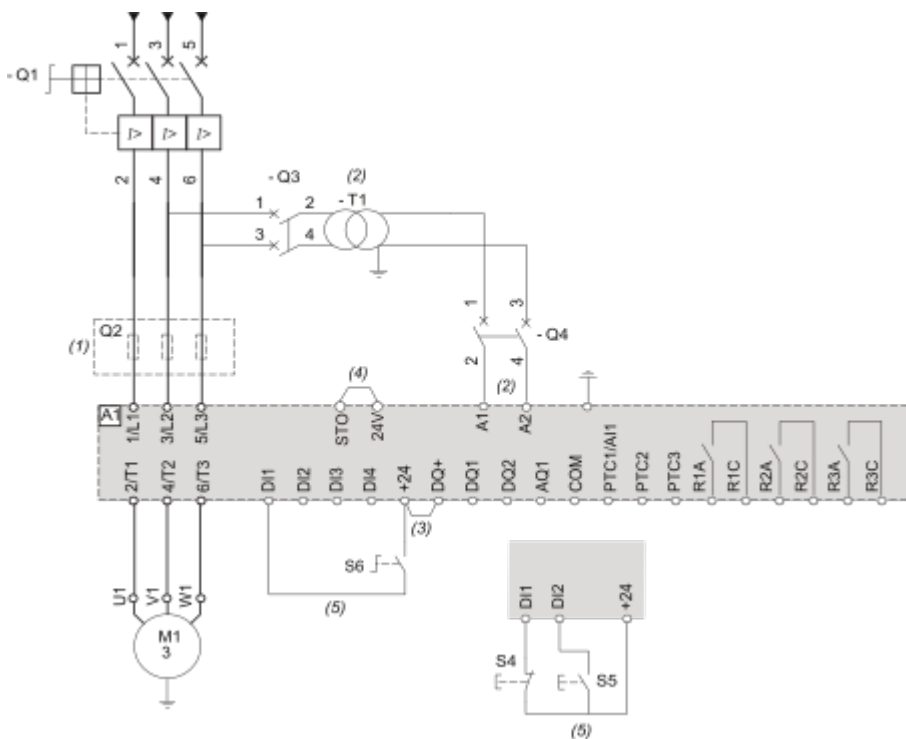 1 3 5
- Q1
I> I> I>
2 4 6
- Q3 (2)
1 2 - T1
3 4
1 3
- Q4
2 4
(2)
Q2
(1)
(4)
A1 1/L1 3/L2 5/L3 STO 24V A1 A2
2/T1 4/T2 6/T3 DI1 DI2 DI3 DI4 +24 DQ+ DQ1 DQ2 AQ1 COM PTC1/AI1 PTC2 PTC3 R1A R1C R2A R2C R3A R3C
(3)
S6
(5)
U1 V1 W1
M1
3
DI1 DI2 +24
S4 S5
(5)